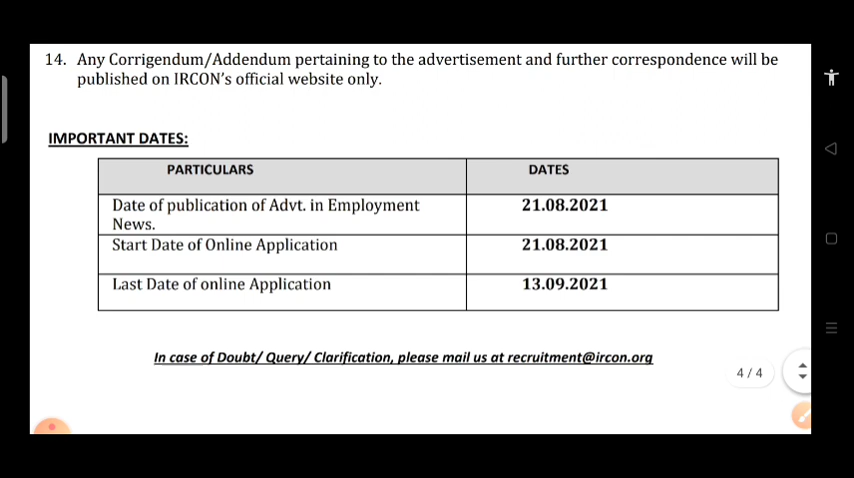 14. Any Corrigendum/Addendum pertaining to the advertisement and further correspondence will be
published on IRCON's official website only.
IMPORTANT DATES:
PARTICULARS DATES
Date of publication of Advt. in Employment 21.08.2021
News.
Start Date of Online Application 21.08.2021
Last Date of online Application 13.09.2021
In case of Doubt/ Query/ Clarification, please mail us at recruitment@ircon.org
4 / 4